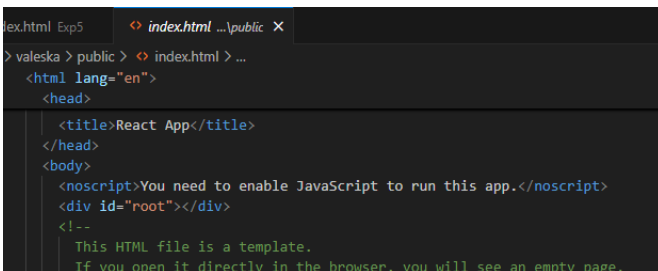 dex.html Exp5 <> index.html ...\public ×
> valeska > public > <> index.html > ...
<html lang="en">
<head>
<title>React App</title>
</head>
<body>
<noscript>You need to enable JavaScript to run this app.</noscript>
<div id="root"></div>
<!--
This HTML file is a template.
If you open it directly in the browser, you will see an empty page.